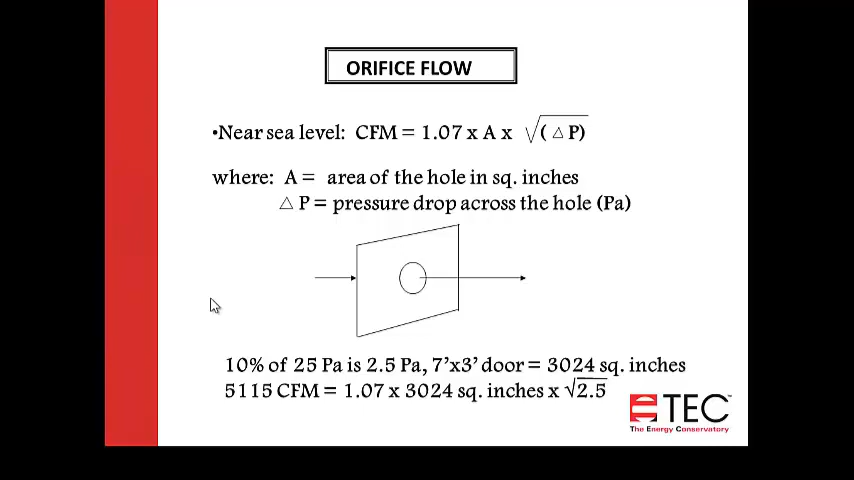 ORIFICE FLOW
•Near sea level: CFM = 1.07 x A x √(△ P)
where: A = area of the hole in sq. inches
△ P = pressure drop across the hole (Pa)
10% of 25 Pa is 2.5 Pa, 7’x3’ door = 3024 sq. inches
5115 CFM = 1.07 x 3024 sq. inches x √2.5
TEC™
The Energy Conservatory